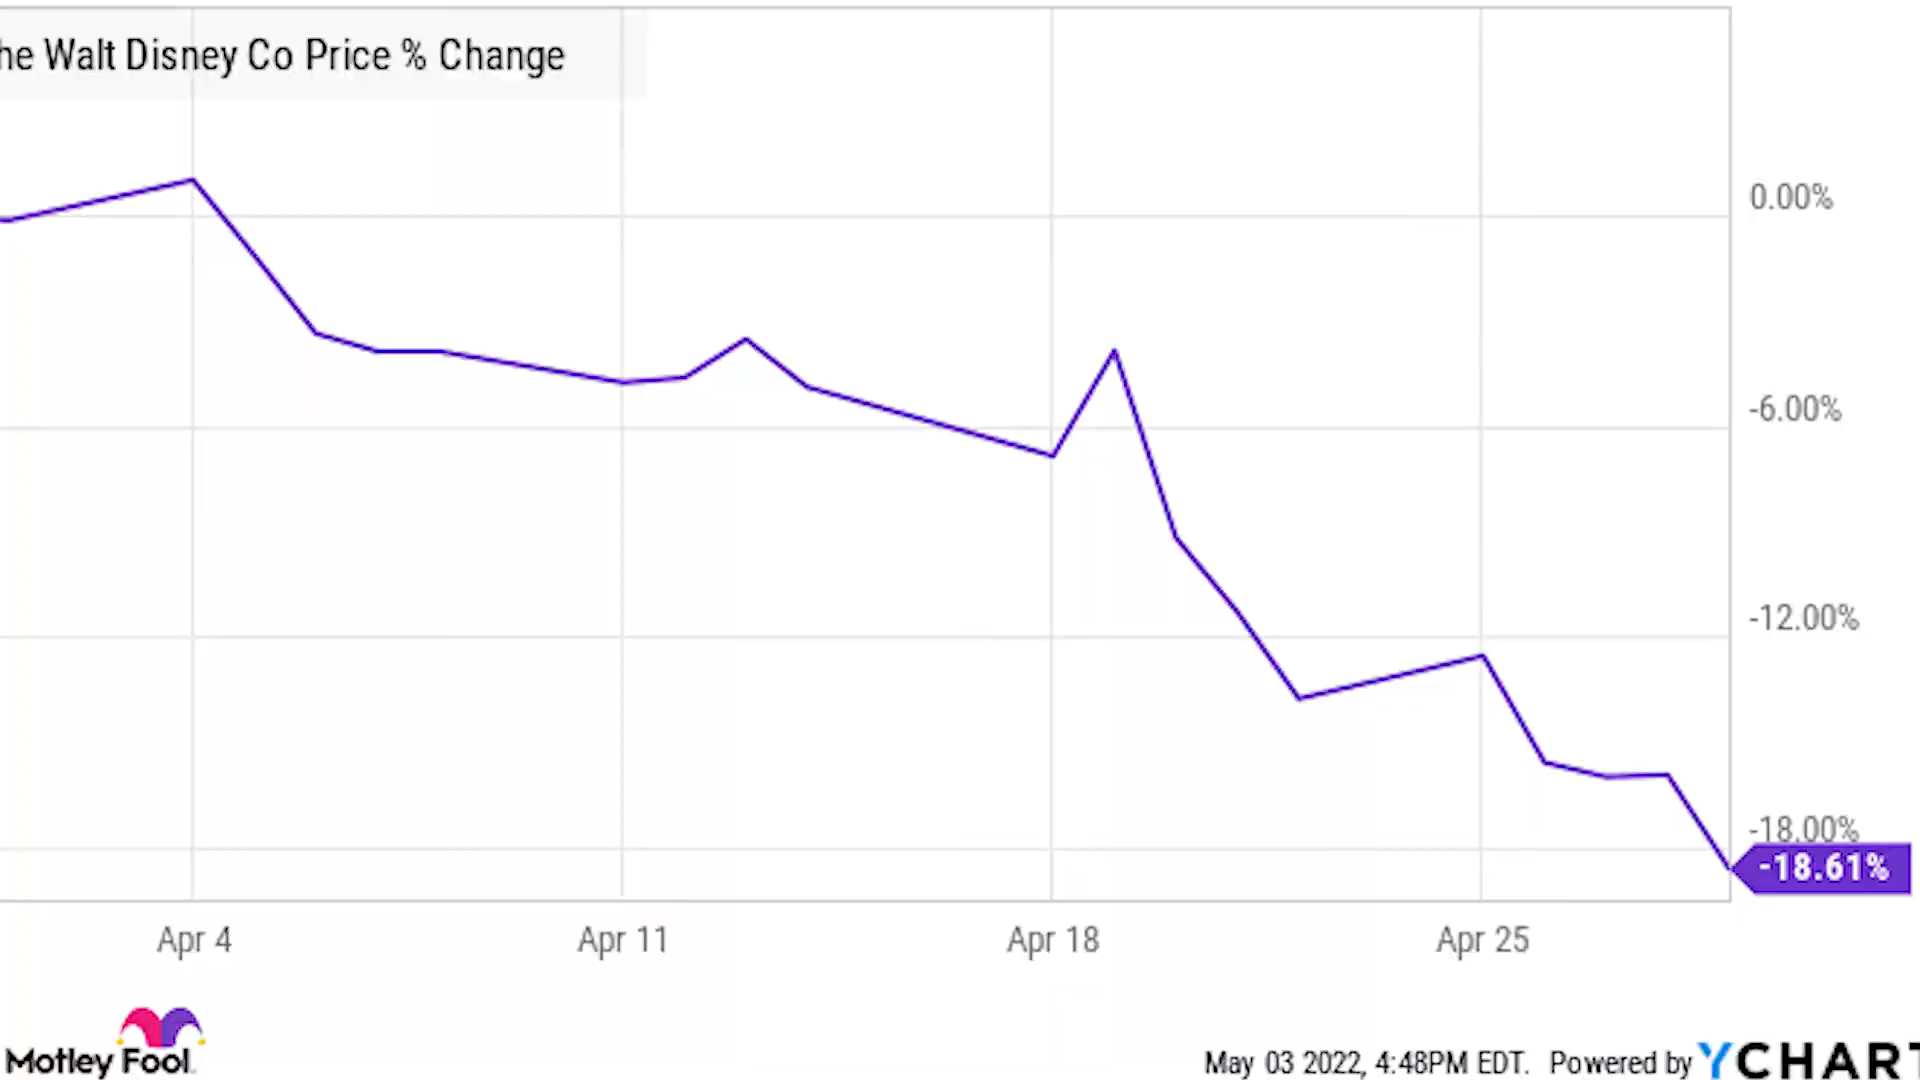 he Walt Disney Co Price % Change
0.00%
-6.00%
-12.00%
-18.00%
-18.61%
Apr 4 Apr 11 Apr 18 Apr 25
Motley Fool
May 03 2022, 4:48PM EDT. Powered by YCHART